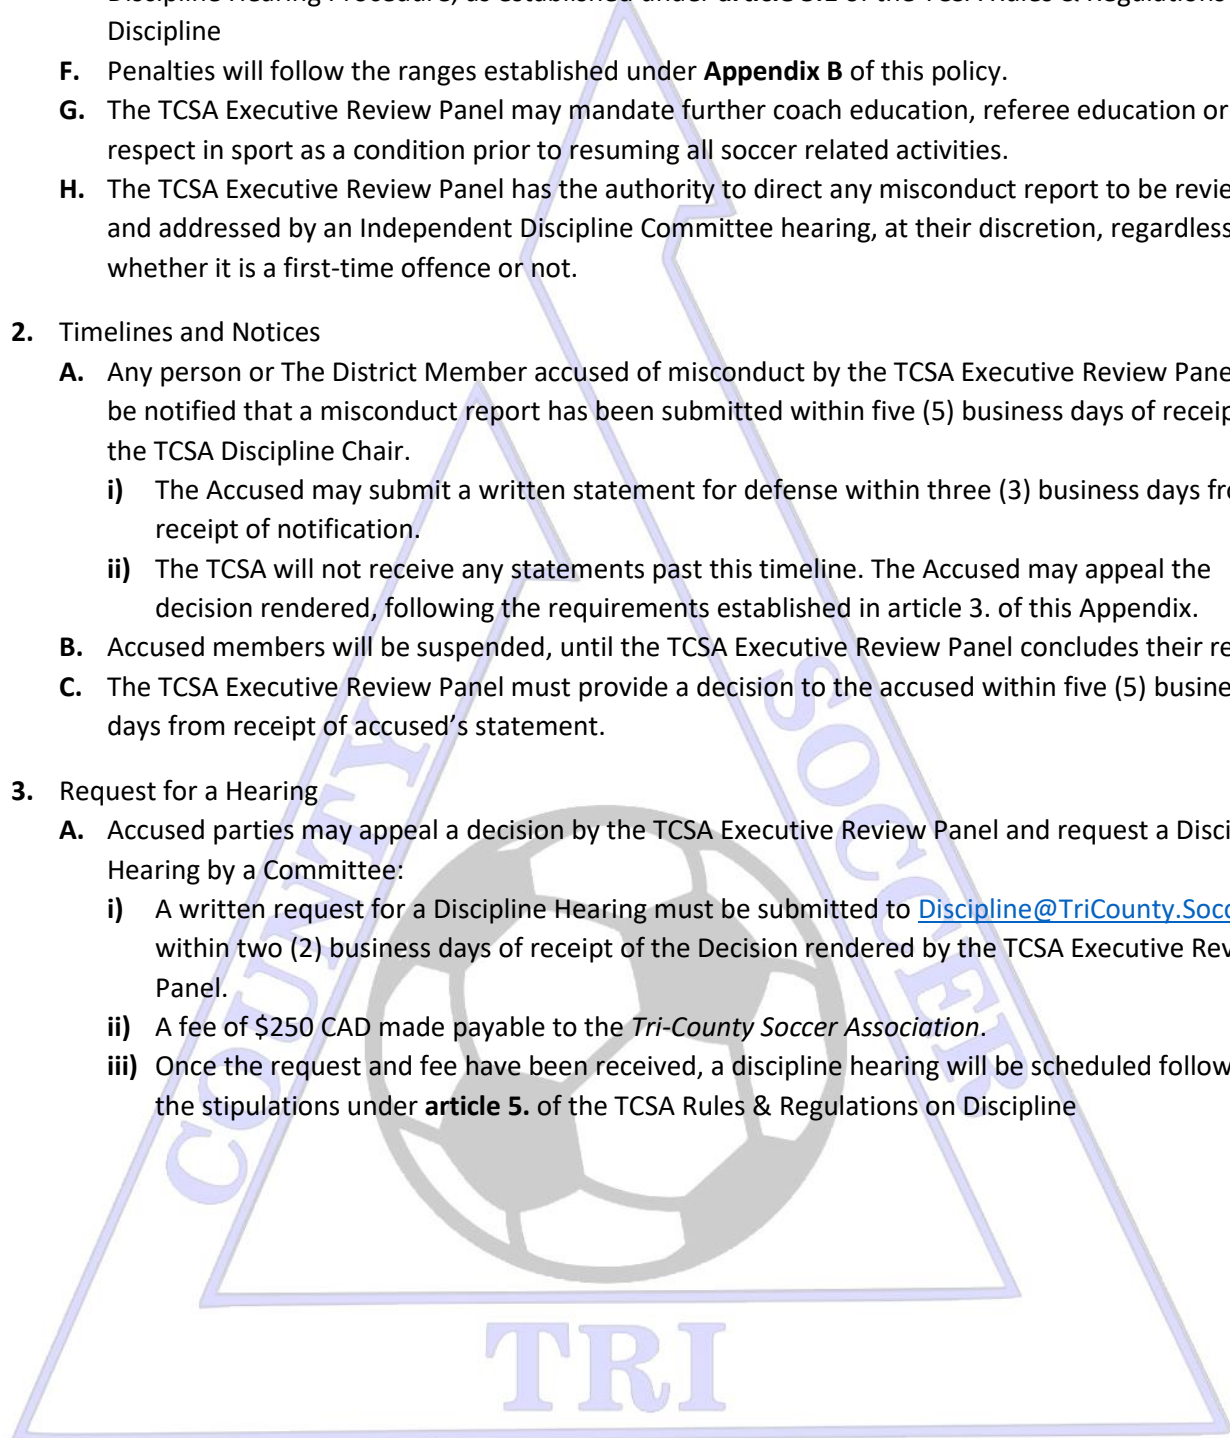 Discipline
F. Penalties will follow the ranges established under Appendix B of this policy.
G. The TCSA Executive Review Panel may mandate further coach education, referee education or
respect in sport as a condition prior to resuming all soccer related activities.
H. The TCSA Executive Review Panel has the authority to direct any misconduct report to be revie
and addressed by an Independent Discipline Committee hearing, at their discretion, regardless
whether it is a first-time offence or not.
2. Timelines and Notices
A. Any person or The District Member accused of misconduct by the TCSA Executive Review Pane
be notified that a misconduct report has been submitted within five (5) business days of receip
the TCSA Discipline Chair.
i) The Accused may submit a written statement for defense within three (3) business days fro
receipt of notification.
ii) The TCSA will not receive any statements past this timeline. The Accused may appeal the
decision rendered, following the requirements established in article 3. of this Appendix.
B. Accused members will be suspended, until the TCSA Executive Review Panel concludes their re
C. The TCSA Executive Review Panel must provide a decision to the accused within five (5) busine
days from receipt of accused's statement.
3. Request for a Hearing
A. Accused parties may appeal a decision by the TCSA Executive Review Panel and request a Disci
Hearing by a Committee:
i) A written request for a Discipline Hearing must be submitted to Discipline@TriCounty.Socc
within two (2) business days of receipt of the Decision rendered by the TCSA Executive Rev
Panel.
ii) A fee of $250 CAD made payable to the Tri-County Soccer Association.
iii) Once the request and fee have been received, a discipline hearing will be scheduled follow
the stipulations under article 5. of the TCSA Rules & Regulations on Discipline
COUNTY
SOCCER
TRI